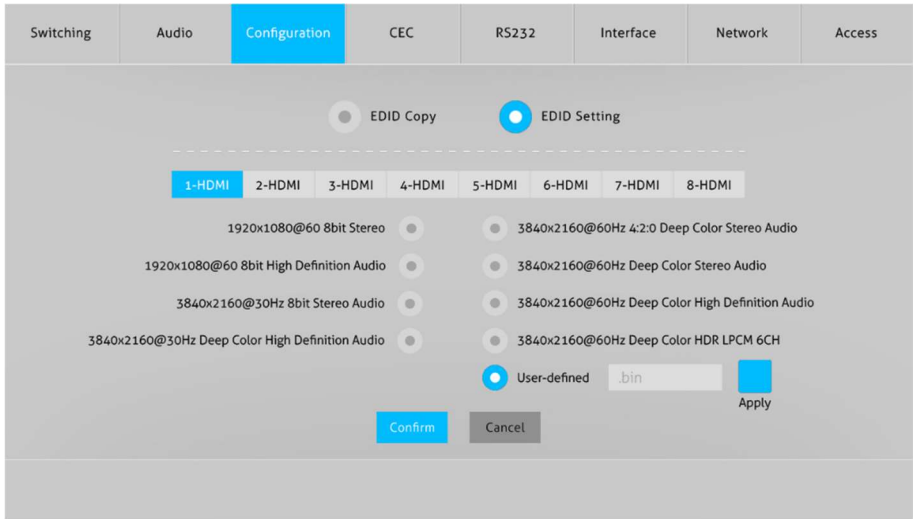 Switching Audio Configuration CEC RS232 Interface Network Access
EDID Copy EDID Setting
1-HDMI 2-HDMI 3-HDMI 4-HDMI 5-HDMI 6-HDMI 7-HDMI 8-HDMI
1920x1080@60 8bit Stereo 3840x2160@60Hz 4:2:0 Deep Color Stereo Audio
1920x1080@60 8bit High Definition Audio 3840x2160@60Hz Deep Color Stereo Audio
3840x2160@30Hz 8bit Stereo Audio 3840x2160@60Hz Deep Color High Definition Audio
3840x2160@30Hz Deep Color High Definition Audio 3840x2160@60Hz Deep Color HDR LPCM 6CH
User-defined .bin
Apply
Confirm Cancel